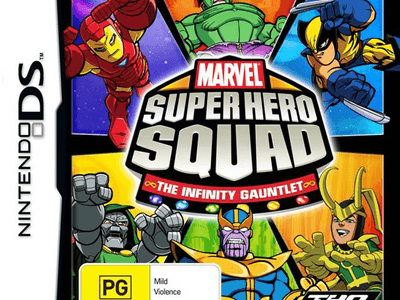 NINTENDO DS
MARVEL
SUPER HERO
SQUAD
THE INFINITY GAUNTLET
PG
Mild
Violence
THQ